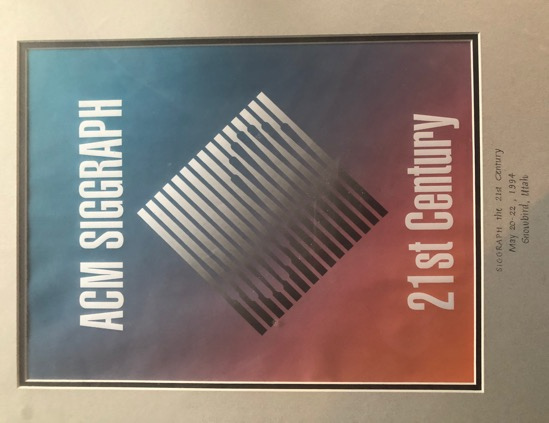 ACM SIGGRAPH
21st Century
SIGGRAPH the 21st Century
May 20-22, 1994
Snowbird, Utah